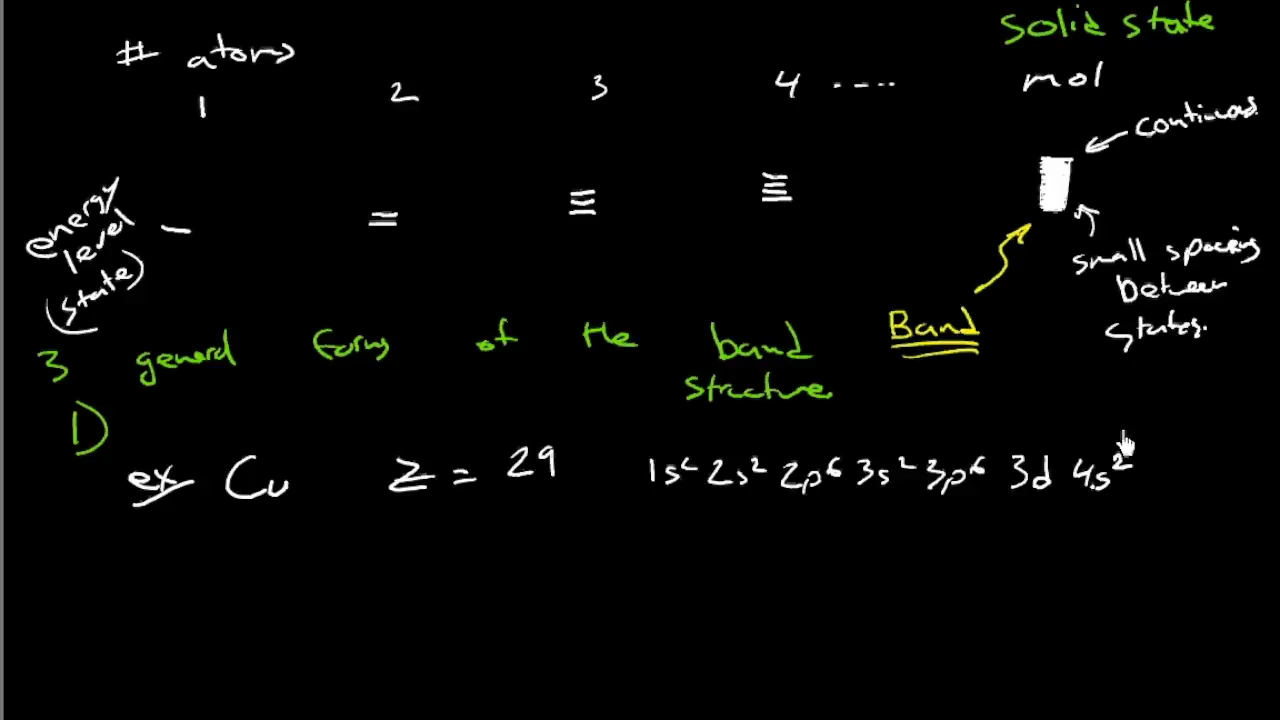 solid state
# atoms
1 2 3 4 .... mol
energy level (state)
small spacing between states.
Band
3 general forms of the band structure
1)
ex Cu Z = 29 1s² 2s² 2p⁶ 3s² 3p⁶ 3d 4s²